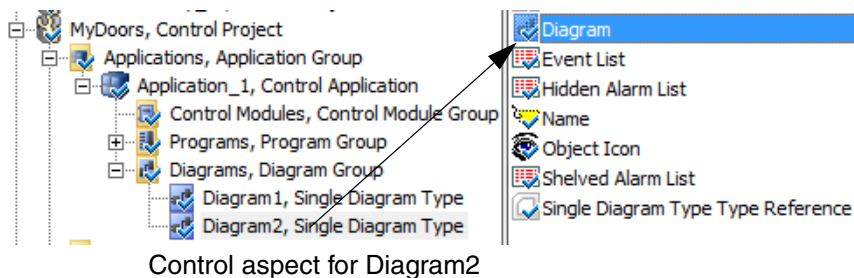 MyDoors, Control Project
Applications, Application Group
Application_1, Control Application
Control Modules, Control Module Group
Programs, Program Group
Diagrams, Diagram Group
Diagram1, Single Diagram Type
Diagram2, Single Diagram Type
Diagram
Event List
Hidden Alarm List
Name
Object Icon
Shelved Alarm List
Single Diagram Type Type Reference
Control aspect for Diagram2